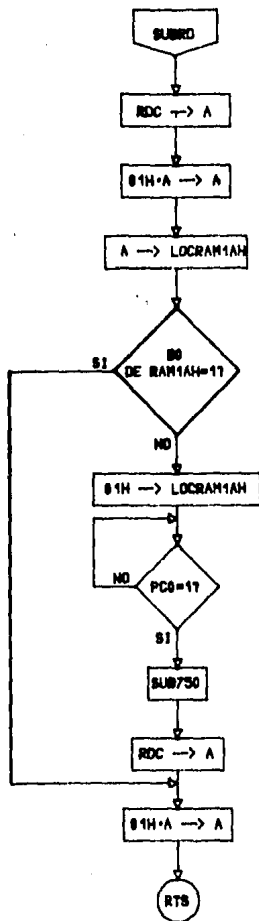 SUBRD
RDC --> A
01H·A --> A
A --> LOCRAM1AH
B0
DE RAM1AH=1?
SI
NO
01H --> LOCRAM1AH
NO
PC0=1?
SI
SUB750
RDC --> A
01H·A --> A
RTS